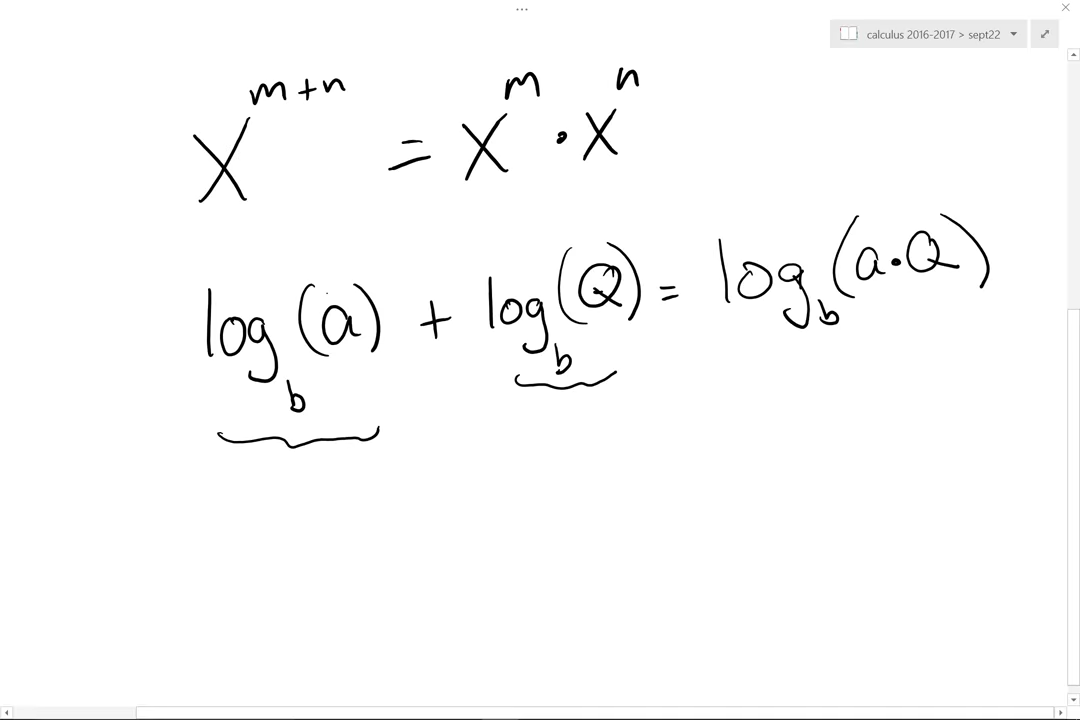 calculus 2016-2017 > sept22
x^{m+n} = x^m · x^n
log_b(a) + log_b(Q) = log_b(a·Q)